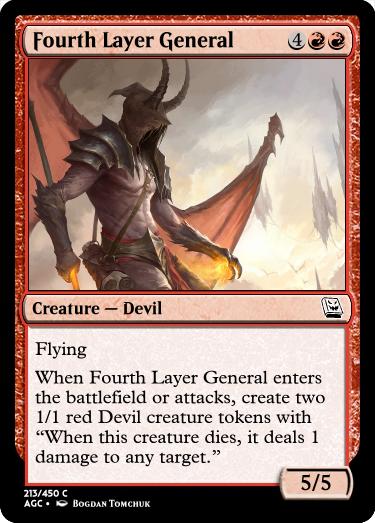 Fourth Layer General 4
Creature — Devil
Flying
When Fourth Layer General enters
the battlefield or attacks, create two
1/1 red Devil creature tokens with
“When this creature dies, it deals 1
damage to any target.”
5/5
213/450 C
AGC • Bogdan Tomchuk